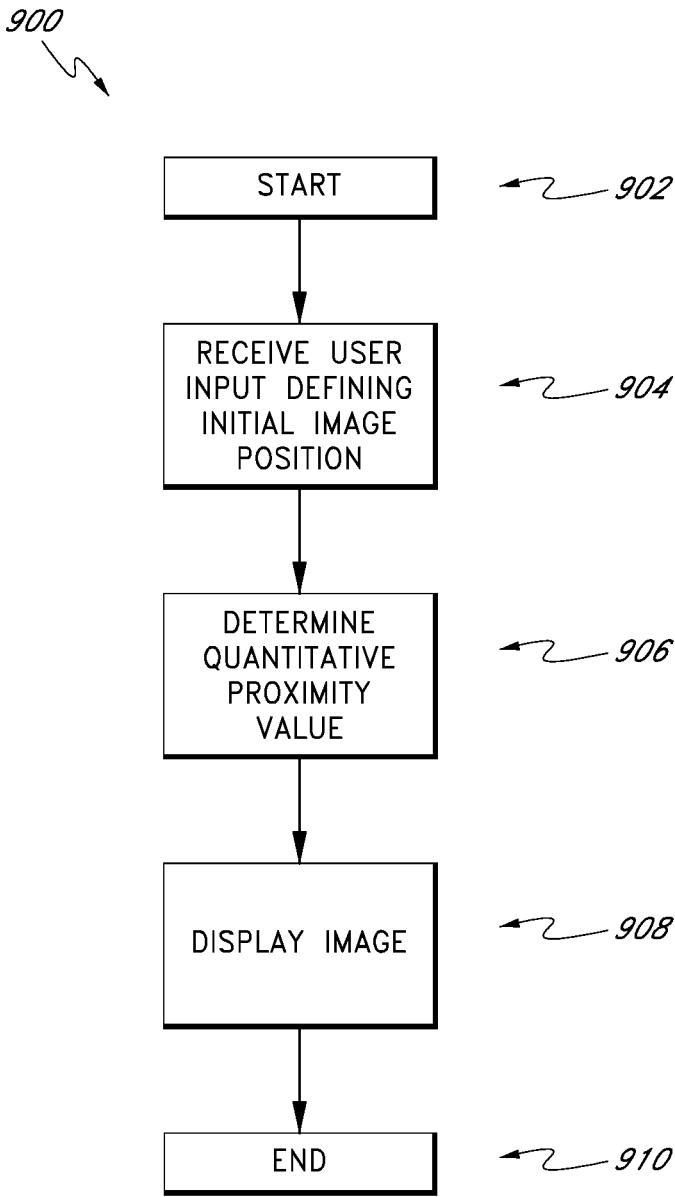 900
START
902
RECEIVE USER
INPUT DEFINING
INITIAL IMAGE
POSITION
904
DETERMINE
QUANTITATIVE
PROXIMITY
VALUE
906
DISPLAY IMAGE
908
END
910